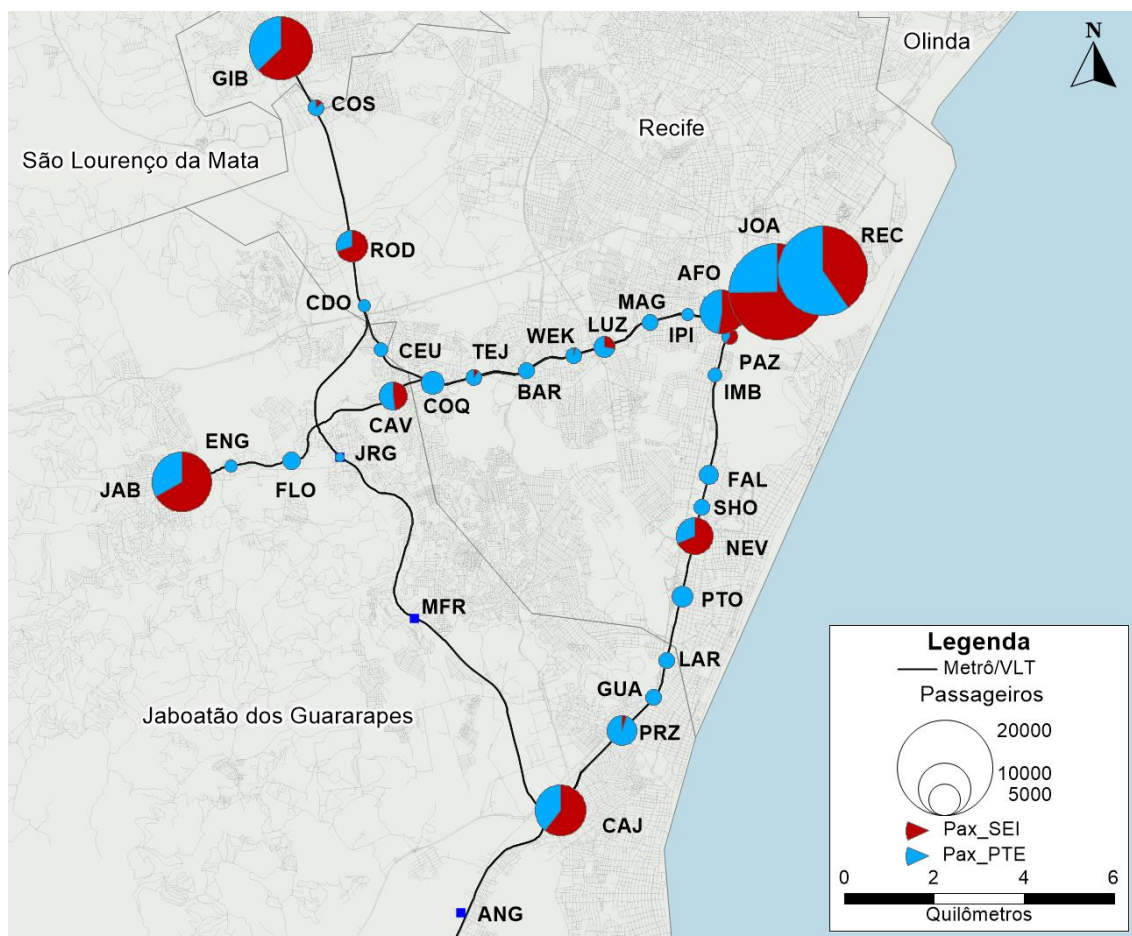 Olinda
N
GIB
COS
Recife
São Lourenço da Mata
ROD
JOA
REC
AFO
CDO
MAG
LUZ
IPI
WEK
PAZ
CEU
TEJ
BAR
IMB
COQ
CAV
ENG
JRG
FAL
JAB
FLO
SHO
NEV
MFR
PTO
LAR
GUA
Jaboatão dos Guararapes
PRZ
CAJ
ANG
Legenda
Metrô/VLT
Passageiros
20000
10000
5000
Pax_SEI
Pax_PTE
0 2 4 6
Quilômetros